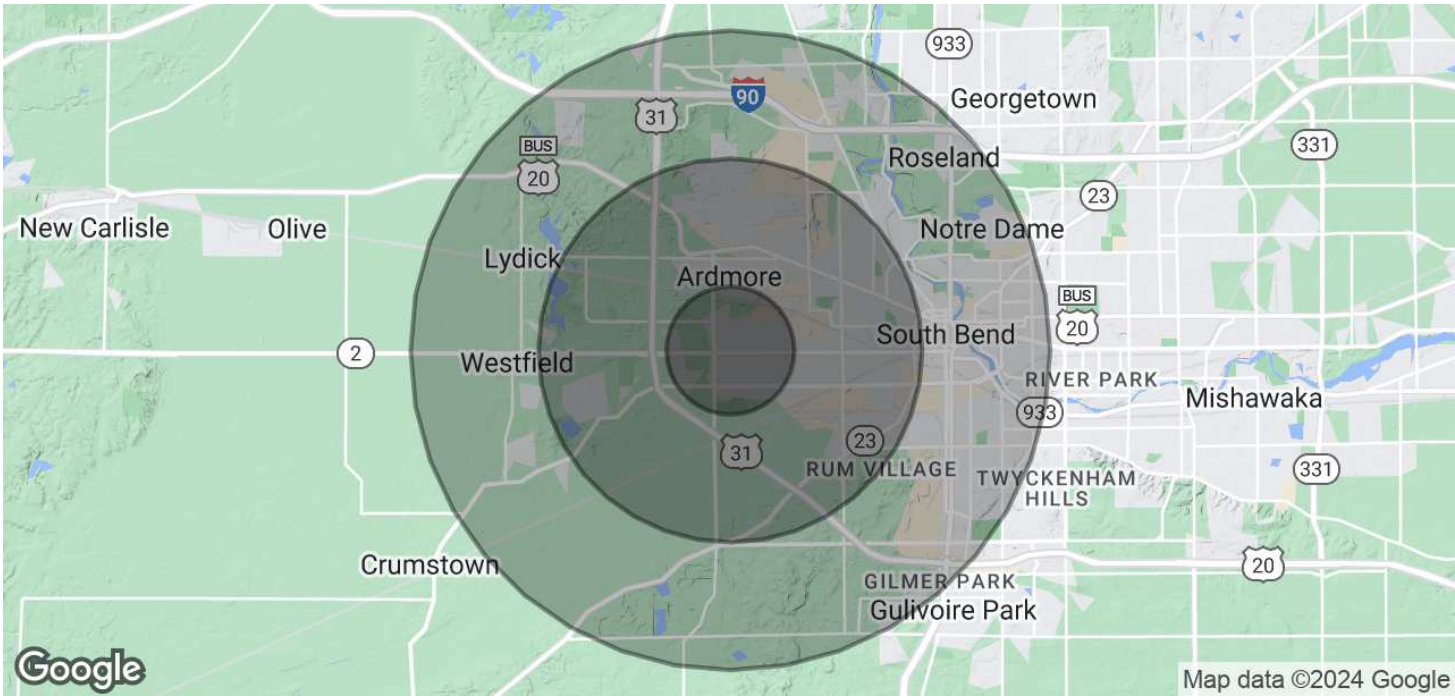 933
Georgetown
90
31
331
BUS
20
Roseland
23
New Carlisle
Olive
Notre Dame
Lydick
Ardmore
BUS
20
South Bend
2
Westfield
RIVER PARK
Mishawaka
933
23
31
RUM VILLAGE
TWYCKENHAM
HILLS
331
Crumstown
20
GILMER PARK
Gulivoire Park
Google
Map data ©2024 Google